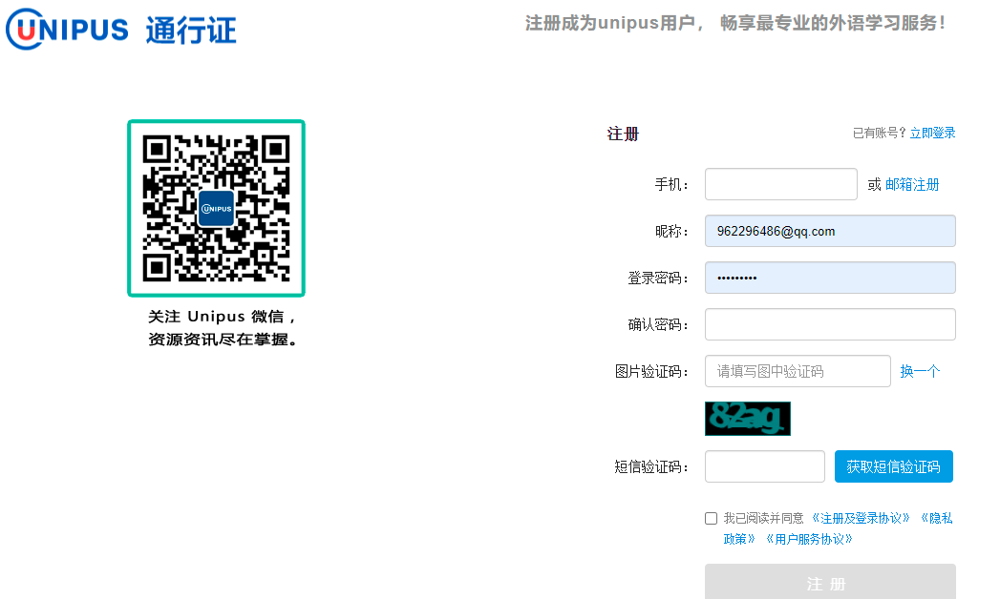 UNIPUS 通行证
注册成为unipus用户， 畅享最专业的外语学习服务！
UNIPUS
关注 Unipus 微信，
资源资讯尽在掌握。
注册
已有账号？立即登录
手机：
或 邮箱注册
昵称： 962296486@qq.com
登录密码： •••••••••
确认密码：
图片验证码： 请填写图中验证码 换一个
82ag
短信验证码： 获取短信验证码
我已阅读并同意 《注册及登录协议》 《隐私
政策》 《用户服务协议》
注 册